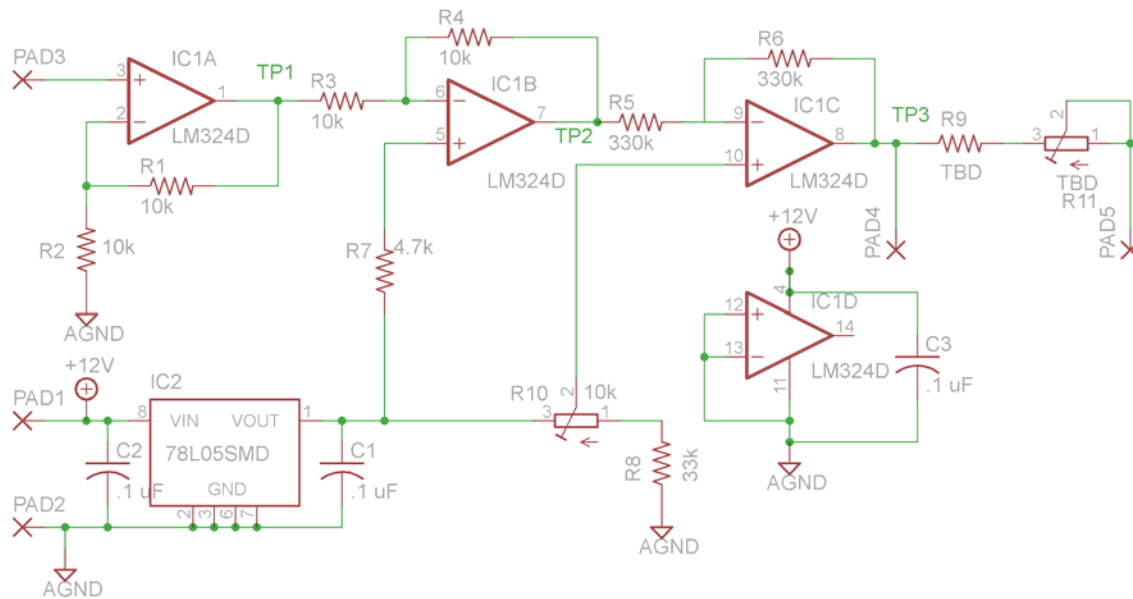 PAD3
3
2
+
−
IC1A
1
LM324D
TP1
R1
10k
R2
10k
AGND
R3
10k
R4
10k
6
5
−
+
IC1B
7
LM324D
TP2
R5
330k
R6
330k
9
10
−
+
IC1C
8
LM324D
TP3
R9
TBD
3
2
1
TBD
R11
PAD4
PAD5
R7
4.7k
+12V
4
IC1D
12
13
+
−
14
11
LM324D
C3
.1 uF
AGND
+12V
PAD1
8
IC2
VIN
VOUT
1
78L05SMD
GND
2
3
6
7
C2
.1 uF
C1
.1 uF
PAD2
AGND
R10
10k
3
2
1
R8
33k
AGND